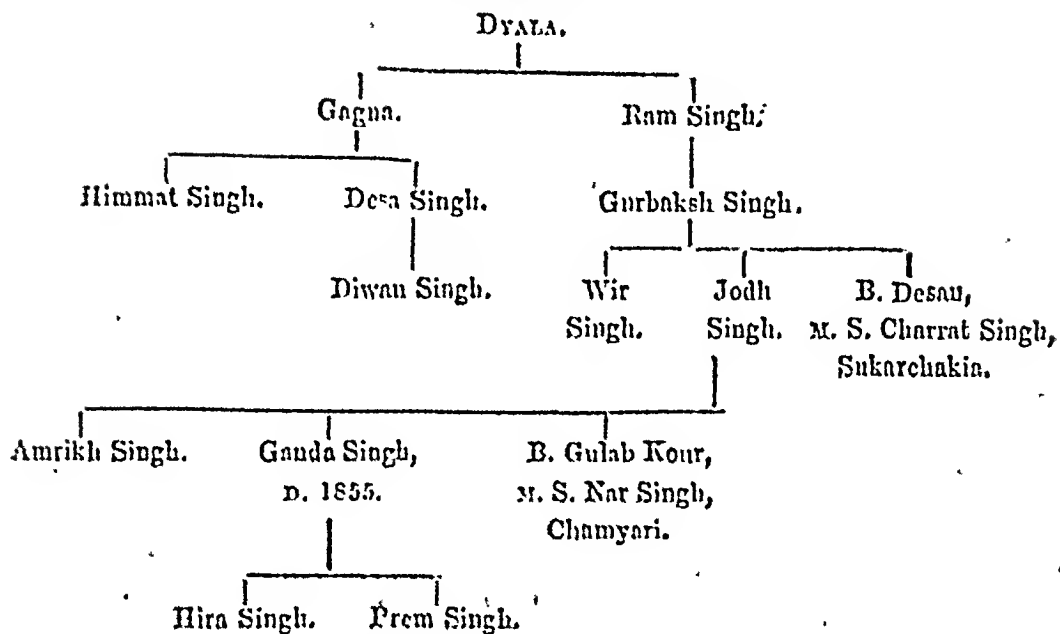 DYALA.
Gagna. Ram Singh.
Himmat Singh. Desa Singh. Gurbaksh Singh.
Diwan Singh. Wir Jodh B. Desan,
Singh. Singh. M. S. Charrat Singh,
Sukarchakia.
Amrikh Singh. Ganda Singh, B. Gulab Kour,
D. 1855. M. S. Nar Singh,
Chamyari.
Hira Singh. Prem Singh.